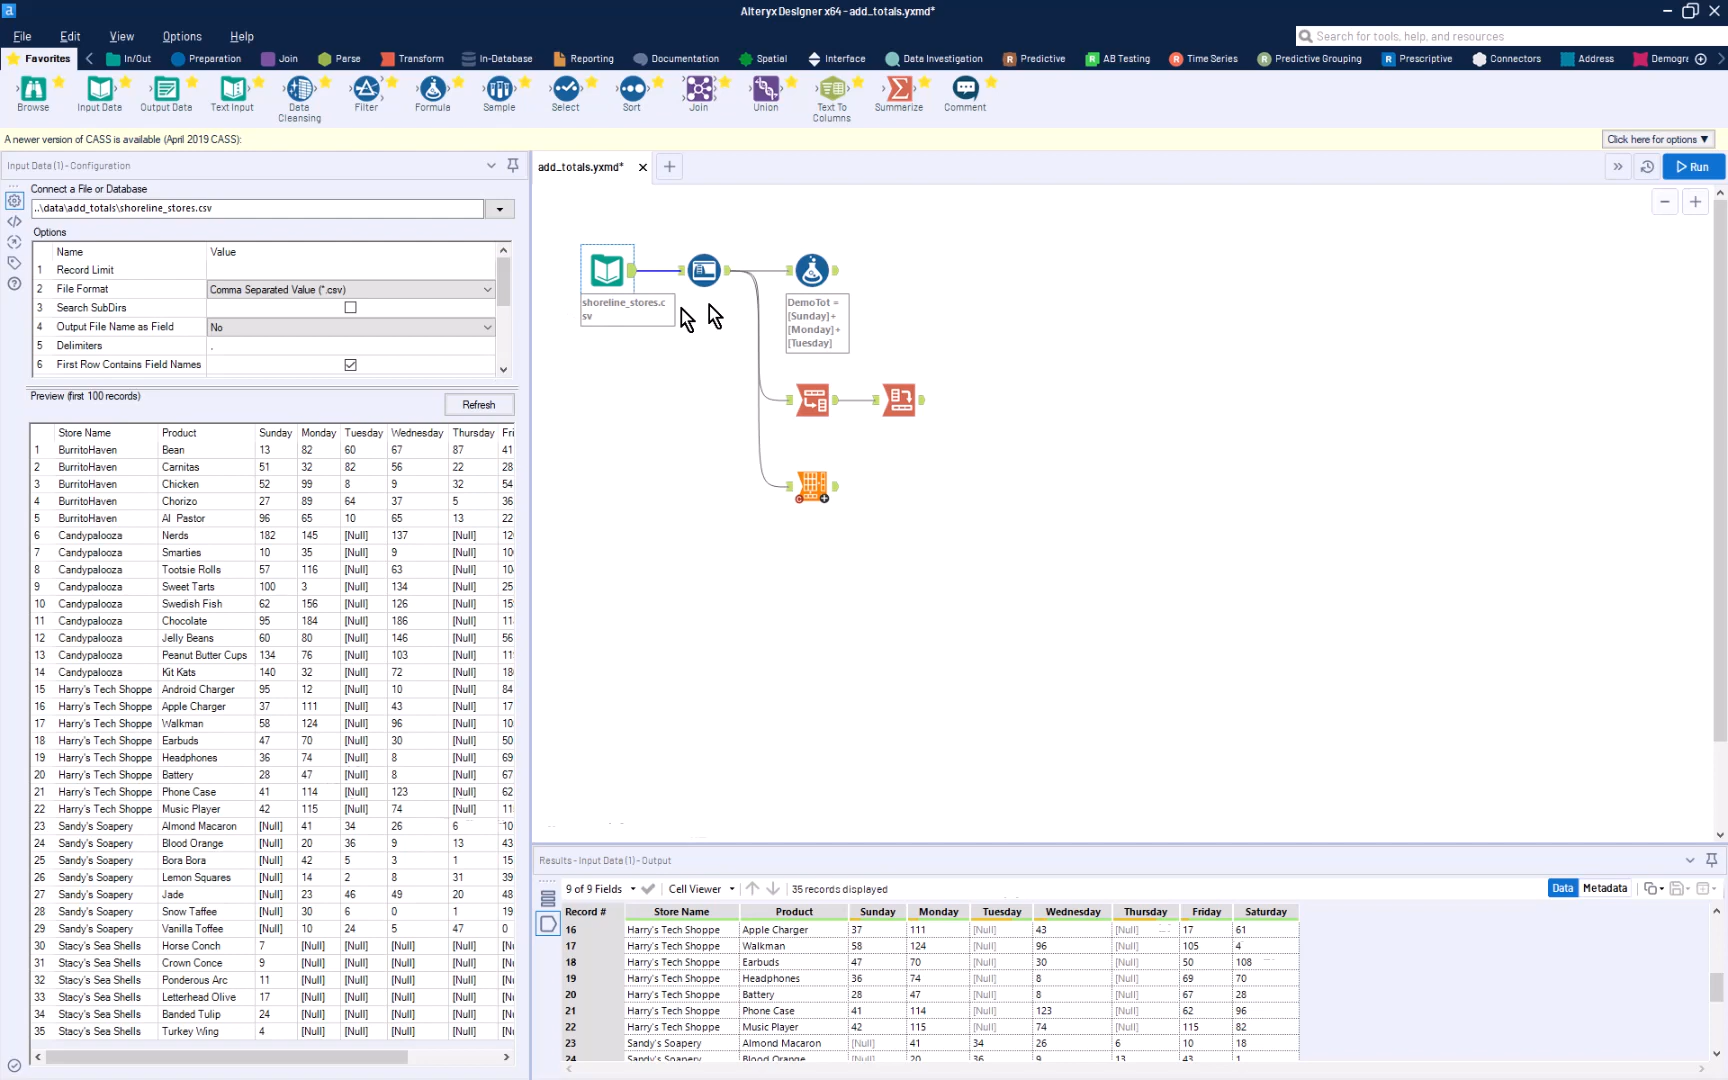 Alteryx Designer x64 - add_totals.yxmd*
File Edit View Options Help
Search for tools, help, and resources
Favorites In/Out Preparation Join Parse Transform In-Database Reporting Documentation Spatial Interface Data Investigation Predictive AB Testing Time Series Predictive Grouping Prescriptive Connectors Address Demogr
Browse Input Data Output Data Text Input Data Cleansing Filter Formula Sample Select Sort Join Union Text To Columns Summarize Comment
A newer version of CASS is available (April 2019 CASS):
Click here for options
Input Data (1) - Configuration
Connect a File or Database
..\data\add_totals\shoreline_stores.csv
Options
Name Value
1 Record Limit
2 File Format Comma Separated Value (*.csv)
3 Search SubDirs
4 Output File Name as Field No
5 Delimiters ,
6 First Row Contains Field Names
Preview (first 100 records)
Refresh
Store Name Product Sunday Monday Tuesday Wednesday Thursday Fri
1 BurritoHaven Bean 13 82 60 67 87 41
2 BurritoHaven Carnitas 51 32 82 56 22 28
3 BurritoHaven Chicken 52 99 8 9 32 54
4 BurritoHaven Chorizo 27 89 64 37 5 36
5 BurritoHaven Al Pastor 96 65 10 65 13 22
6 Candypalooza Nerds 182 145 [Null] 137 [Null] 12
7 Candypalooza Smarties 10 35 [Null] 9 [Null] 10
8 Candypalooza Tootsie Rolls 57 116 [Null] 63 [Null] 10
9 Candypalooza Sweet Tarts 100 3 [Null] 134 [Null] 25
10 Candypalooza Swedish Fish 62 156 [Null] 126 [Null] 15
11 Candypalooza Chocolate 95 184 [Null] 186 [Null] 11
12 Candypalooza Jelly Beans 60 80 [Null] 146 [Null] 56
13 Candypalooza Peanut Butter Cups 134 76 [Null] 103 [Null] 11
14 Candypalooza Kit Kats 140 32 [Null] 72 [Null] 18
15 Harry's Tech Shoppe Android Charger 95 12 [Null] 10 [Null] 84
16 Harry's Tech Shoppe Apple Charger 37 111 [Null] 43 [Null] 17
17 Harry's Tech Shoppe Walkman 58 124 [Null] 96 [Null] 10
18 Harry's Tech Shoppe Earbuds 47 70 [Null] 30 [Null] 50
19 Harry's Tech Shoppe Headphones 36 74 [Null] 8 [Null] 69
20 Harry's Tech Shoppe Battery 28 47 [Null] 8 [Null] 67
21 Harry's Tech Shoppe Phone Case 41 114 [Null] 123 [Null] 62
22 Harry's Tech Shoppe Music Player 42 115 [Null] 74 [Null] 11
23 Sandy's Soapery Almond Macaron [Null] 41 34 26 6 10
24 Sandy's Soapery Blood Orange [Null] 20 36 9 13 43
25 Sandy's Soapery Bora Bora [Null] 42 5 3 1 15
26 Sandy's Soapery Lemon Squares [Null] 14 2 8 31 39
27 Sandy's Soapery Jade [Null] 23 46 49 20 48
28 Sandy's Soapery Snow Taffee [Null] 30 6 0 1 19
29 Sandy's Soapery Vanilla Toffee [Null] 10 24 5 47 0
30 Stacy's Sea Shells Horse Conch 7 [Null] [Null] [Null] [Null] [Nu
31 Stacy's Sea Shells Crown Conce 9 [Null] [Null] [Null] [Null] [Nu
32 Stacy's Sea Shells Ponderous Arc 11 [Null] [Null] [Null] [Null] [Nu
33 Stacy's Sea Shells Letterhead Olive 17 [Null] [Null] [Null] [Null] [Nu
34 Stacy's Sea Shells Banded Tulip 24 [Null] [Null] [Null] [Null] [Nu
35 Stacy's Sea Shells Turkey Wing 4 [Null] [Null] [Null] [Null] [Nu
add_totals.yxmd*
Run
shoreline_stores.c
sv
DemoTot =
[Sunday]+
[Monday]+
[Tuesday]
Results - Input Data (1) - Output
9 of 9 Fields Cell Viewer 35 records displayed Data Metadata
Record # Store Name Product Sunday Monday Tuesday Wednesday Thursday Friday Saturday
16 Harry's Tech Shoppe Apple Charger 37 111 [Null] 43 [Null] 17 61
17 Harry's Tech Shoppe Walkman 58 124 [Null] 96 [Null] 105 4
18 Harry's Tech Shoppe Earbuds 47 70 [Null] 30 [Null] 50 108
19 Harry's Tech Shoppe Headphones 36 74 [Null] 8 [Null] 69 70
20 Harry's Tech Shoppe Battery 28 47 [Null] 8 [Null] 67 28
21 Harry's Tech Shoppe Phone Case 41 114 [Null] 123 [Null] 62 96
22 Harry's Tech Shoppe Music Player 42 115 [Null] 74 [Null] 115 82
23 Sandy's Soapery Almond Macaron [Null] 41 34 26 6 10 18
24 Sandy's Soapery Blood Orange [Null] 20 36 9 13 43 1